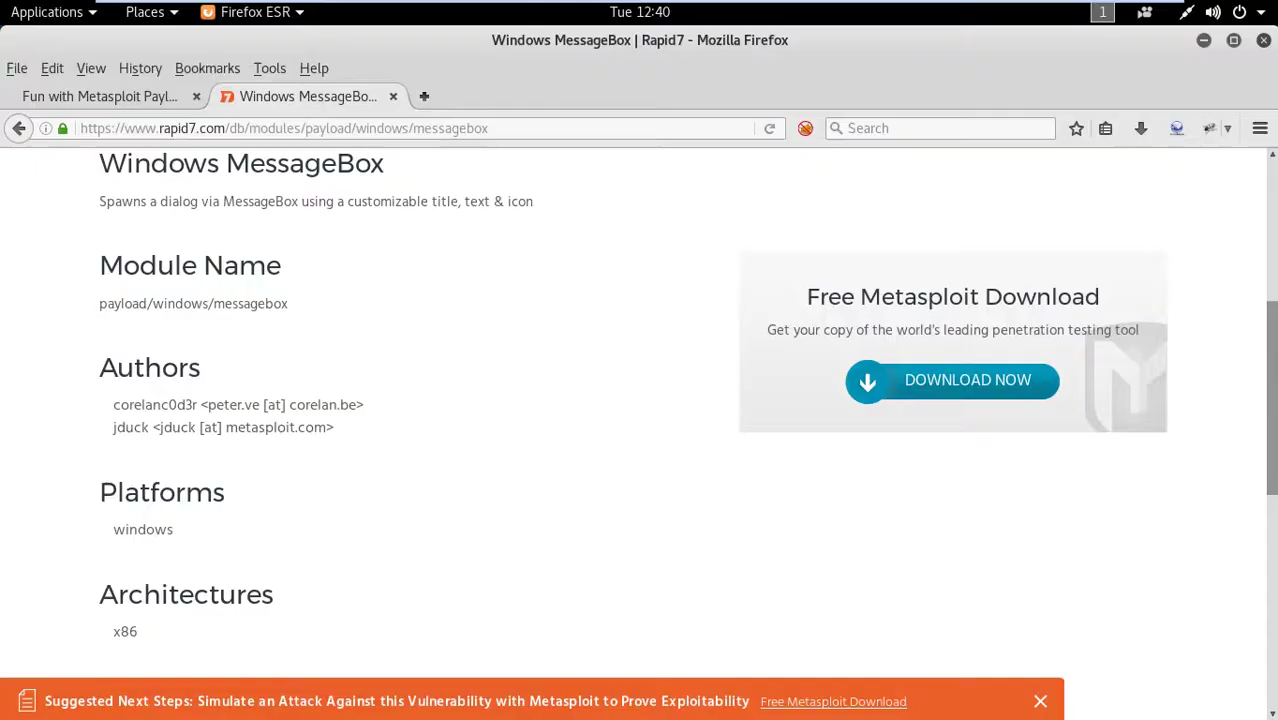 Applications Places Firefox ESR Tue 12:40 1
Windows MessageBox | Rapid7 - Mozilla Firefox
File Edit View History Bookmarks Tools Help
Fun with Metasploit Payl... Windows MessageBo...
https://www.rapid7.com/db/modules/payload/windows/messagebox Search
Windows MessageBox
Spawns a dialog via MessageBox using a customizable title, text & icon
Module Name
payload/windows/messagebox
Authors
corelanc0d3r <peter.ve [at] corelan.be>
jduck <jduck [at] metasploit.com>
Platforms
windows
Architectures
x86
Free Metasploit Download
Get your copy of the world's leading penetration testing tool
DOWNLOAD NOW
Suggested Next Steps: Simulate an Attack Against this Vulnerability with Metasploit to Prove Exploitability Free Metasploit Download